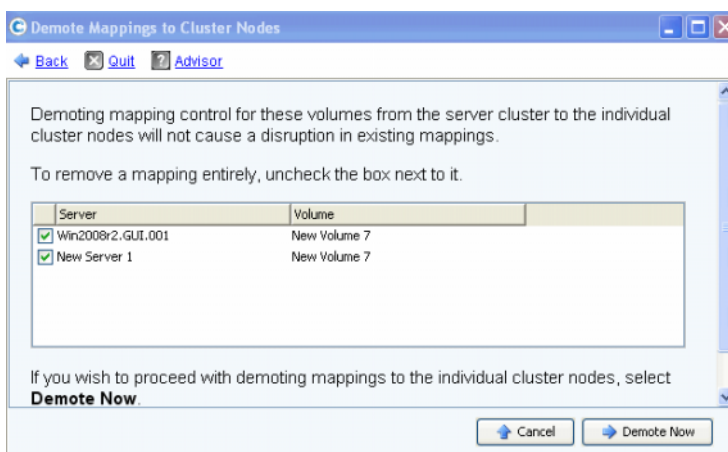 Demote Mappings to Cluster Nodes
Back Quit ? Advisor
Demoting mapping control for these volumes from the server cluster to the individual
cluster nodes will not cause a disruption in existing mappings.
To remove a mapping entirely, uncheck the box next to it.
Server Volume
Win2008r2.GUI.001 New Volume 7
New Server 1 New Volume 7
If you wish to proceed with demoting mappings to the individual cluster nodes, select
Demote Now.
Cancel Demote Now